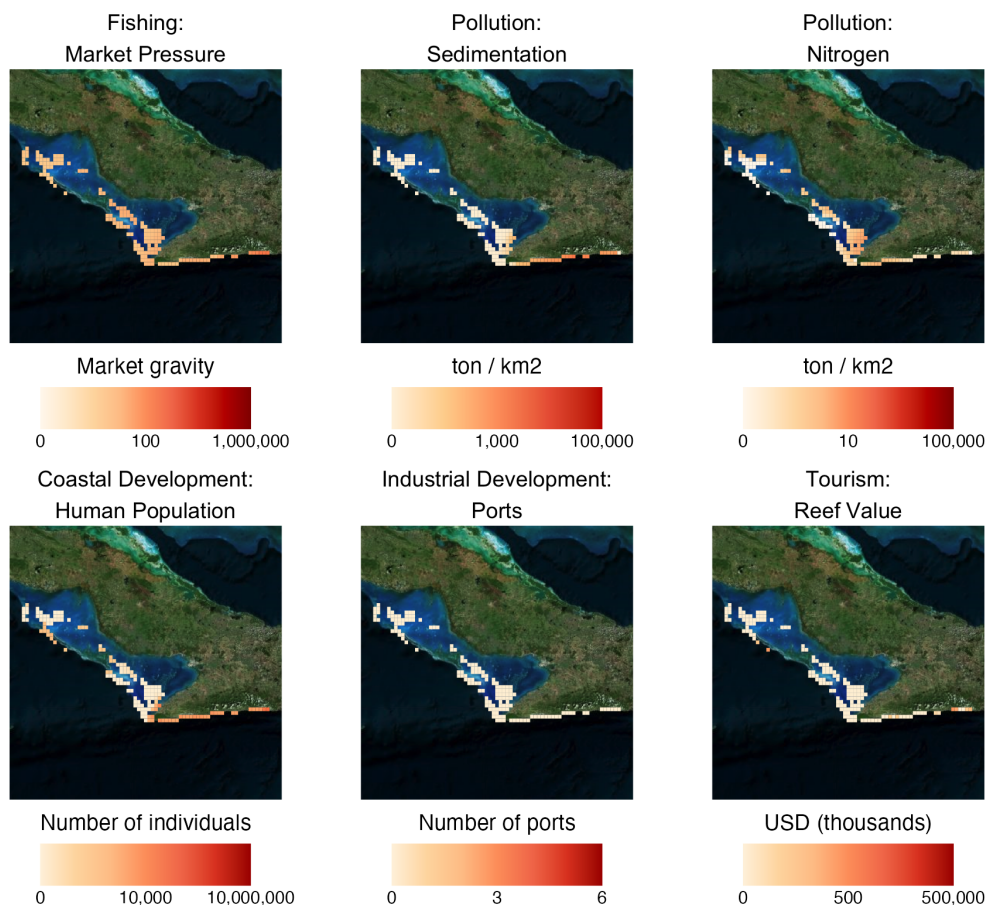 Fishing:
Market Pressure
Pollution:
Sedimentation
Pollution:
Nitrogen
Market gravity
0 100 1,000,000
ton / km2
0 1,000 100,000
ton / km2
0 10 100,000
Coastal Development:
Human Population
Industrial Development:
Ports
Tourism:
Reef Value
Number of individuals
0 10,000 10,000,000
Number of ports
0 3 6
USD (thousands)
0 500 500,000